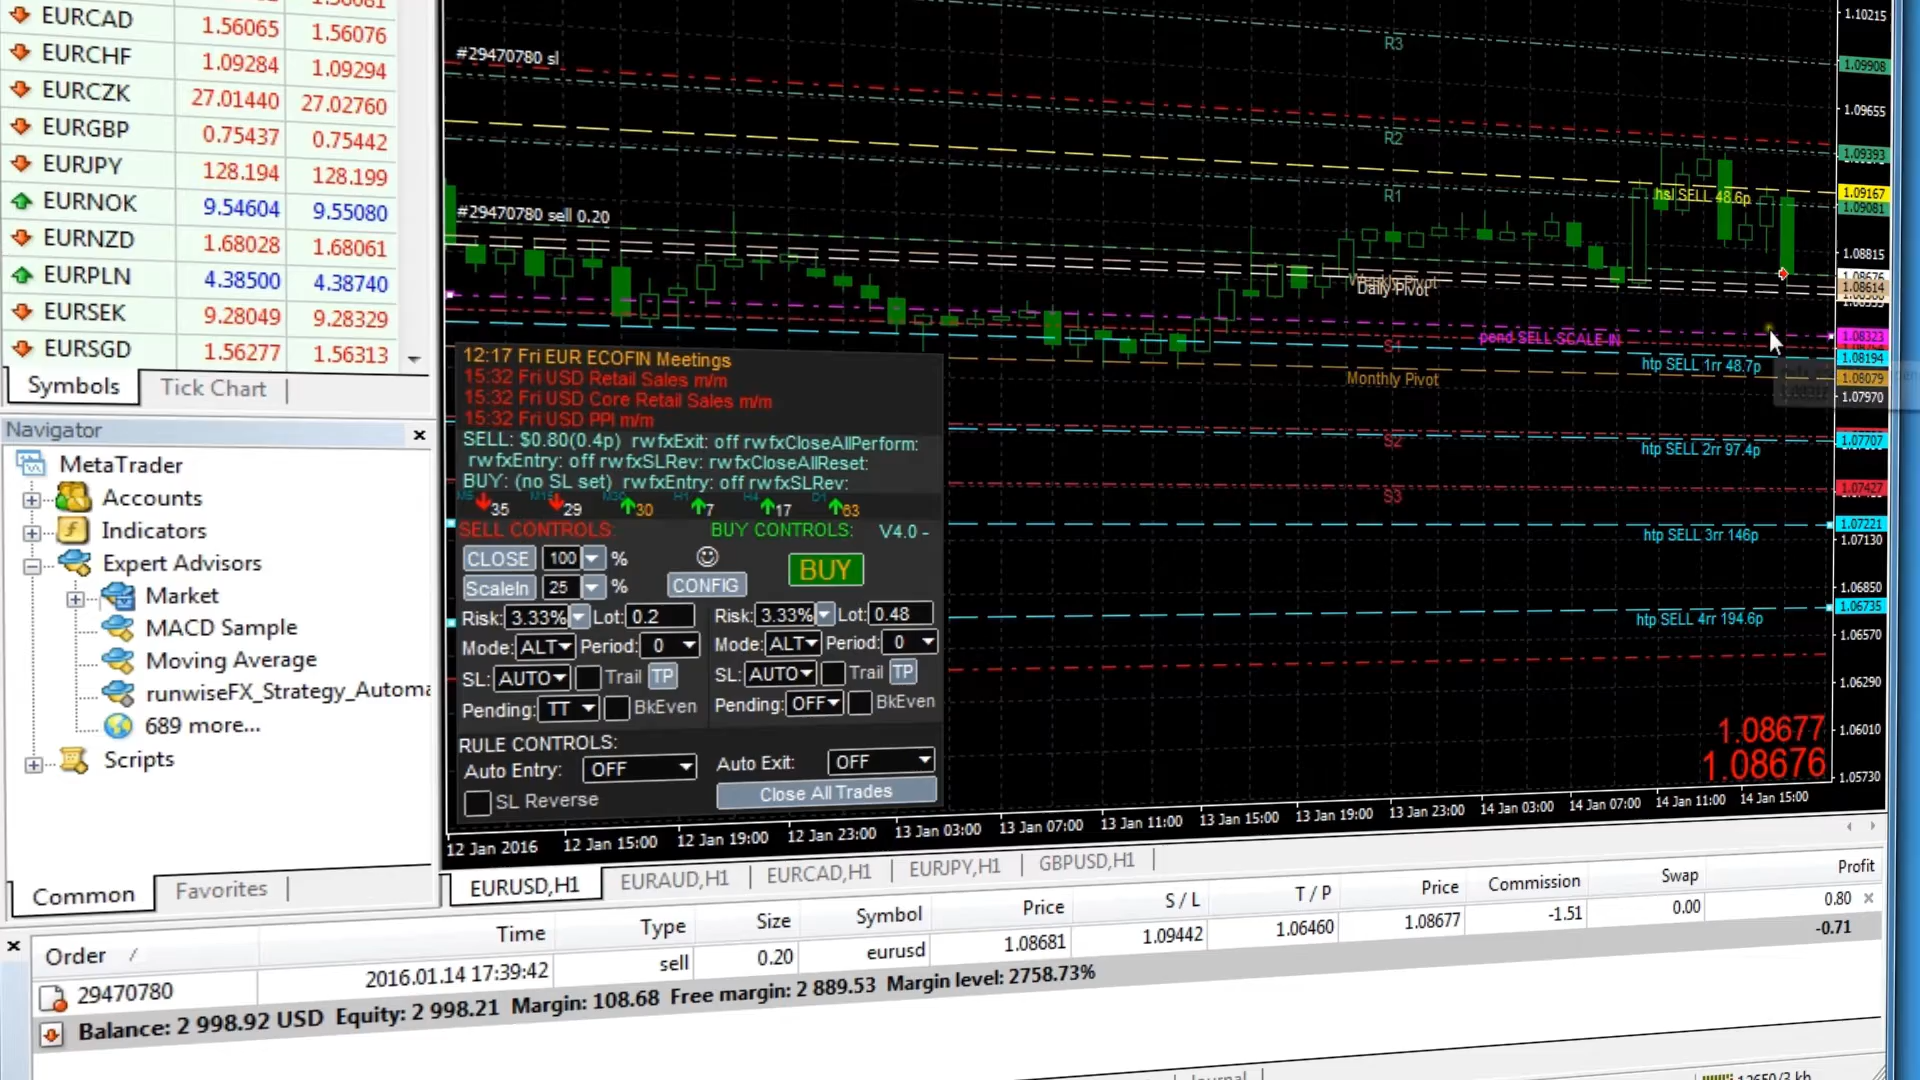 EURCAD 1.56065 1.56076
EURCHF 1.09284 1.09294
EURCZK 27.01440 27.02760
EURGBP 0.75437 0.75442
EURJPY 128.194 128.199
EURNOK 9.54604 9.55080
EURNZD 1.68028 1.68061
EURPLN 4.38500 4.38740
EURSEK 9.28049 9.28329
EURSGD 1.56277 1.56313
Symbols Tick Chart
Navigator
MetaTrader
Accounts
Indicators
Expert Advisors
Market
MACD Sample
Moving Average
runwiseFX_Strategy_Automa
689 more...
Scripts
Common Favorites
#29470780 sl
#29470780 sell 0.20
R3
R2
R1
hsl SELL 48.6p
Daily Pivot
pend SELL SCALE IN
S1
htp SELL 1rr 48.7p
Monthly Pivot
S2
htp SELL 2rr 97.4p
S3
htp SELL 3rr 146p
htp SELL 4rr 194.6p
1.08677
1.08676
1.10215
1.09908
1.09655
1.09393
1.09167
1.09081
1.08815
1.08676
1.08614
1.08323
1.08194
1.08079
1.07970
1.07707
1.07427
1.07221
1.07130
1.06850
1.06735
1.06570
1.06290
1.06010
1.05730
12:17 Fri EUR ECOFIN Meetings
15:32 Fri USD Retail Sales m/m
15:32 Fri USD Core Retail Sales m/m
15:32 Fri USD PPI m/m
SELL: $0.80(0.4p) rwfxExit: off rwfxCloseAllPerform:
rwfxEntry: off rwfxSLRev: rwfxCloseAllReset:
BUY: (no SL set) rwfxEntry: off rwfxSLRev:
M5 M15 M30 H1 H4 D1
35 29 30 7 17 83
SELL CONTROLS: BUY CONTROLS: V4.0 -
CLOSE 100 % BUY
ScaleIn 25 % CONFIG
Risk: 3.33% Lot: 0.2 Risk: 3.33% Lot: 0.48
Mode: ALT Period: 0 Mode: ALT Period: 0
SL: AUTO Trail TP SL: AUTO Trail TP
Pending: TT BkEven Pending: OFF BkEven
RULE CONTROLS:
Auto Entry: OFF Auto Exit: OFF
SL Reverse Close All Trades
12 Jan 2016 12 Jan 15:00 12 Jan 19:00 12 Jan 23:00 13 Jan 03:00 13 Jan 07:00 13 Jan 11:00 13 Jan 15:00 13 Jan 19:00 13 Jan 23:00 14 Jan 03:00 14 Jan 07:00 14 Jan 11:00 14 Jan 15:00
EURUSD,H1 EURAUD,H1 EURCAD,H1 EURJPY,H1 GBPUSD,H1
Order / Time Type Size Symbol Price S / L T / P Price Commission Swap Profit
29470780 2016.01.14 17:39:42 sell 0.20 eurusd 1.08681 1.09442 1.06460 1.08677 -1.51 0.00 0.80
Balance: 2 998.92 USD Equity: 2 998.21 Margin: 108.68 Free margin: 2 889.53 Margin level: 2758.73% -0.71